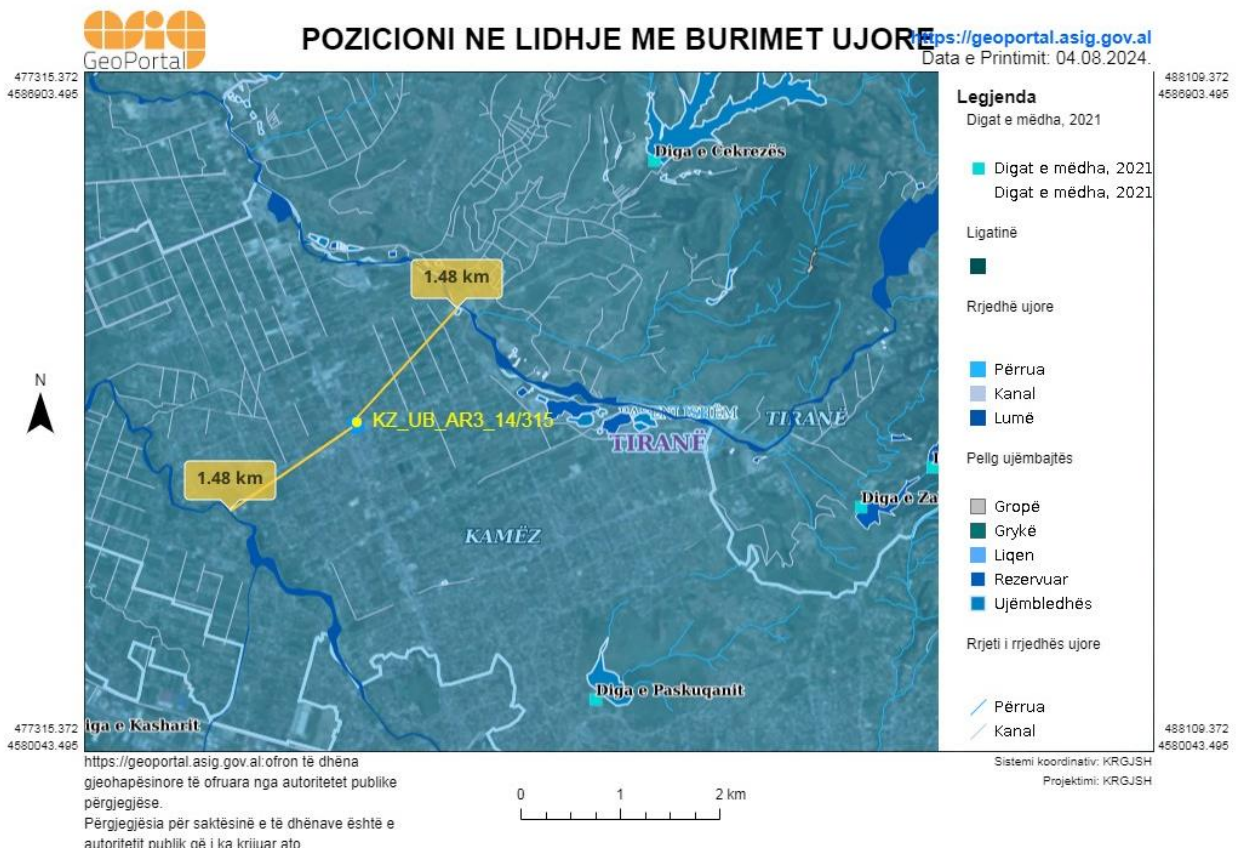 asig
GeoPortal
POZICIONI NE LIDHJE ME BURIMET UJORE
https://geoportal.asig.gov.al
Data e Printimit: 04.08.2024.
477315.372
4586903.495
488109.372
4586903.495
Diga e Cekrezës
1.48 km
N
KZ_UB_AR3_14/315
TIRANË
TIRANË
1.48 km
KAMËZ
Diga e Za
Diga e Paskuqanit
iga e Kasharit
Legjenda
Digat e mëdha, 2021
Digat e mëdha, 2021
Digat e mëdha, 2021
Ligatinë
Rrjedhë ujore
Përrua
Kanal
Lumë
Pellg ujëmbajtës
Gropë
Grykë
Liqen
Rezervuar
Ujëmbledhës
Rrjeti i rrjedhës ujore
Përrua
Kanal
477315.372
4580043.495
488109.372
4580043.495
https://geoportal.asig.gov.al:ofron të dhëna
gjeohapësinore të ofruara nga autoritetet publike
përgjegjëse.
Përgjegjësia për saktësinë e të dhënave është e
autoritetit publik që i ka krijuar ato
0 1 2 km
Sistemi koordinativ: KRGJSH
Projektimi: KRGJSH